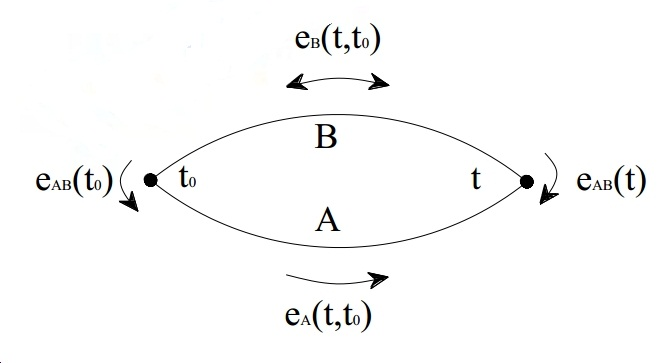 eB(t,t0)
B
eAB(t0)
t0
t
eAB(t)
A
eA(t,t0)